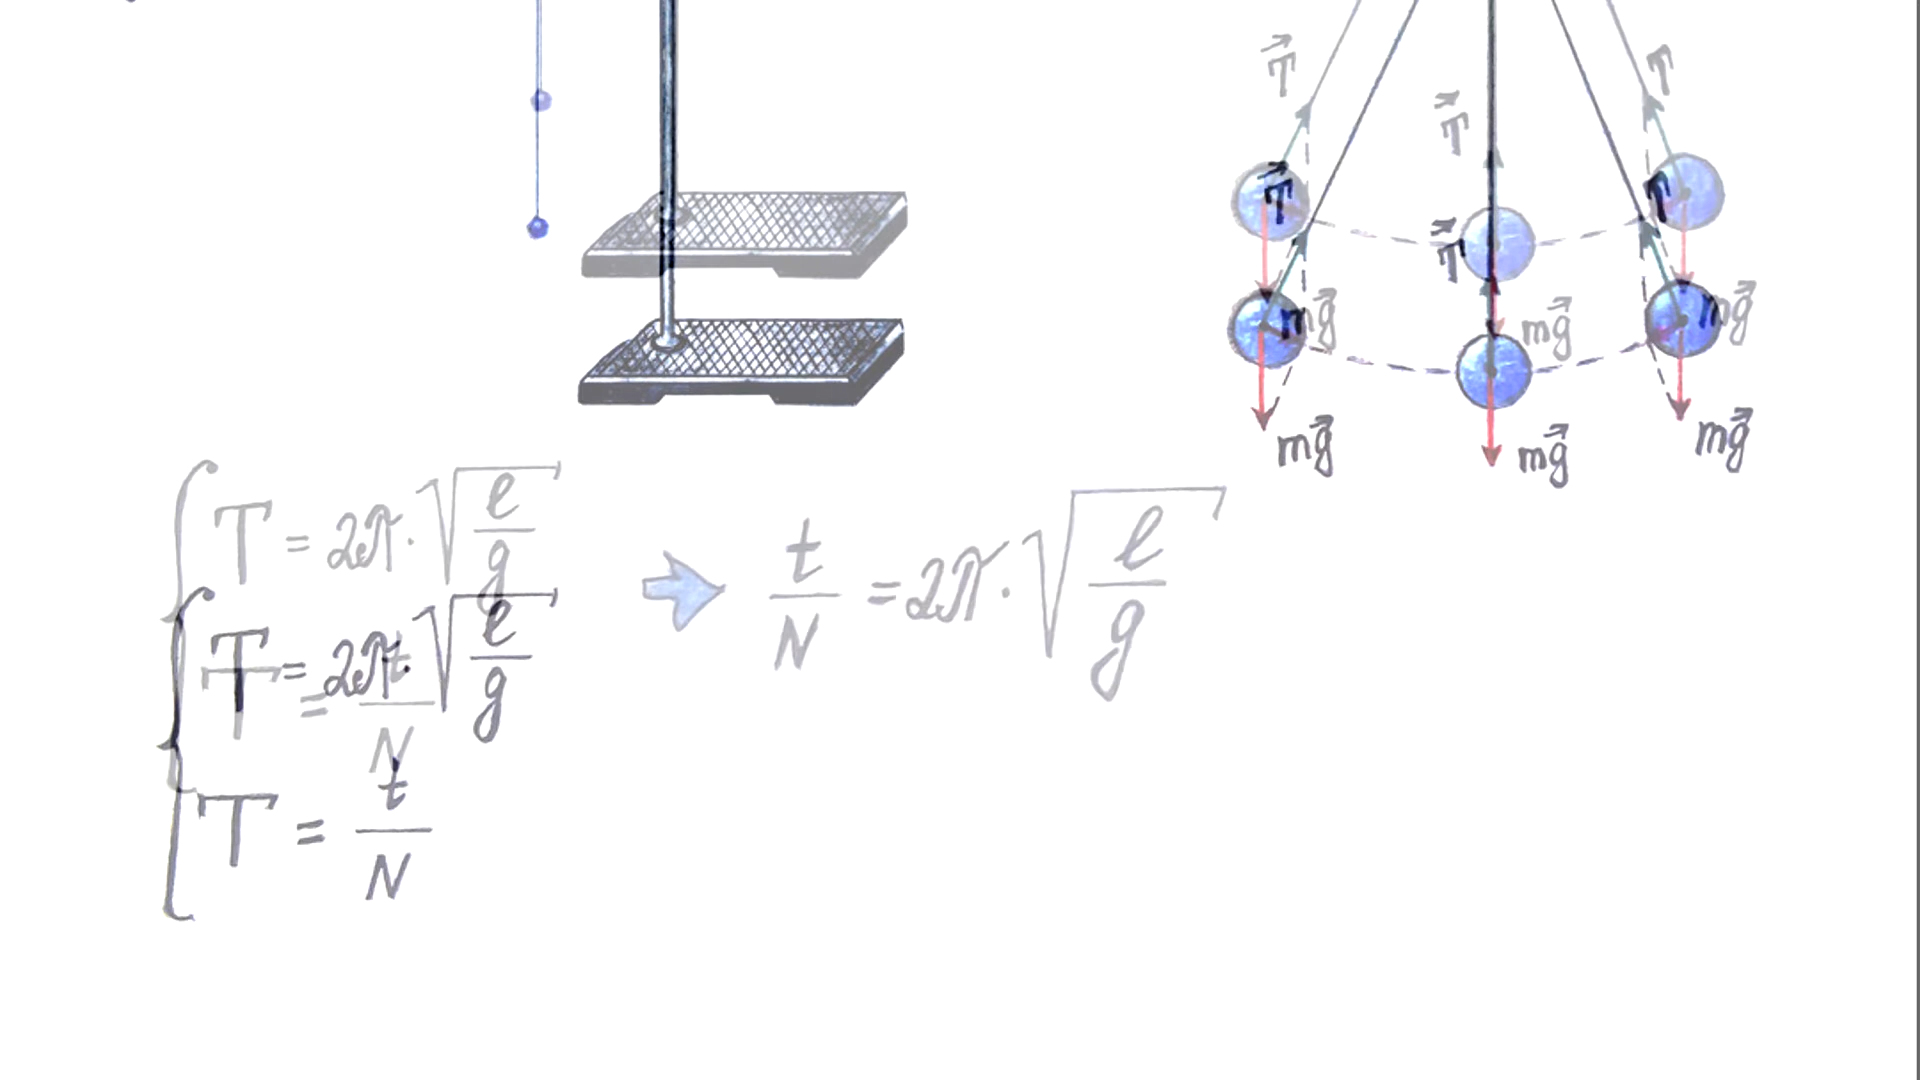 T⃗ T⃗
T⃗
T⃗ T⃗
T⃗
mg⃗ mg⃗ mg⃗
mg⃗ mg⃗ mg⃗
T = 2π · √(ℓ/g)
t/N = 2π · √(ℓ/g)
T = 2π · √(ℓ/g)
T = t/N
T = t/N